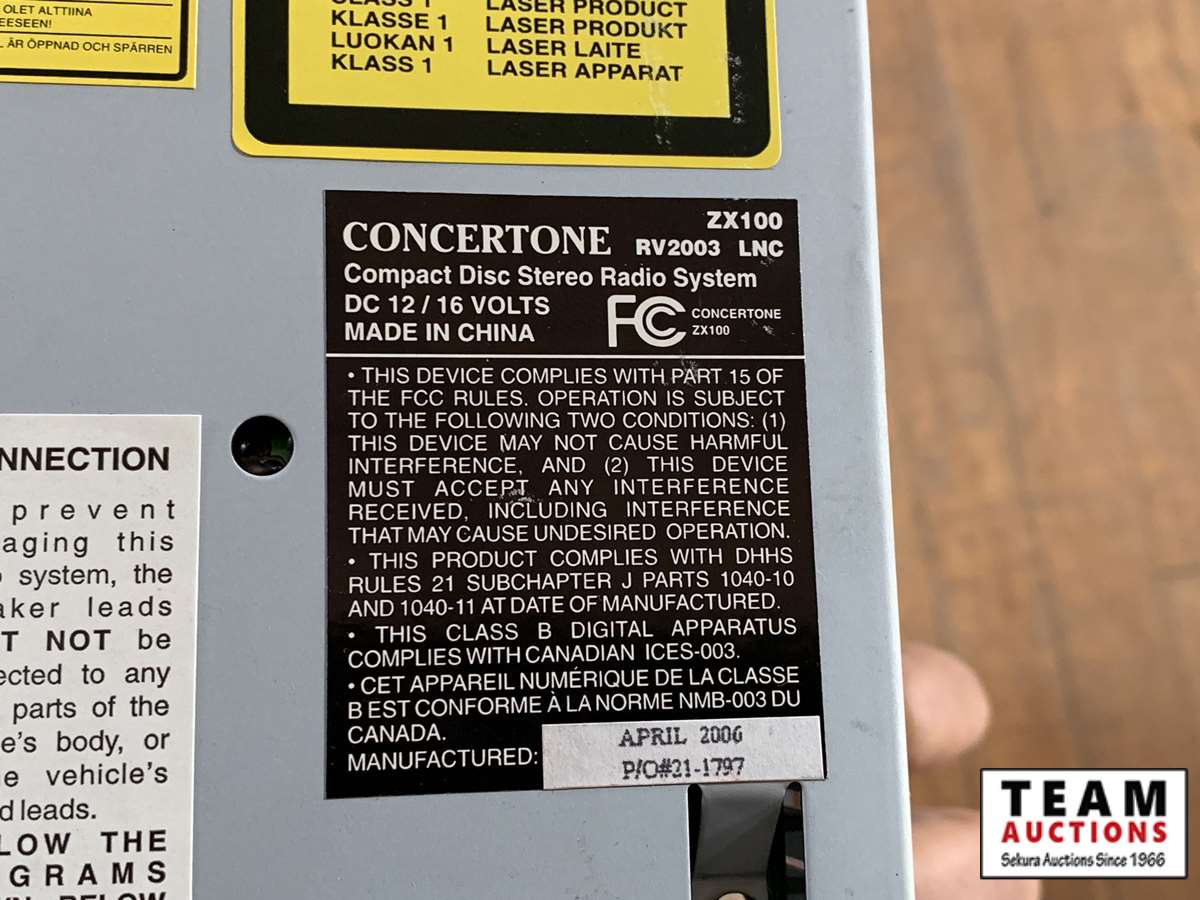 OLET ALTTIINA
EESEEN!
ÄR ÖPPNAD OCH SPÄRREN
CLASS 1 LASER PRODUCT
KLASSE 1 LASER PRODUKT
LUOKAN 1 LASER LAITE
KLASS 1 LASER APPARAT
CONCERTONE ZX100
RV2003 LNC
Compact Disc Stereo Radio System
DC 12 / 16 VOLTS
MADE IN CHINA
FC CONCERTONE
ZX100
• THIS DEVICE COMPLIES WITH PART 15 OF
THE FCC RULES. OPERATION IS SUBJECT
TO THE FOLLOWING TWO CONDITIONS: (1)
THIS DEVICE MAY NOT CAUSE HARMFUL
INTERFERENCE, AND (2) THIS DEVICE
MUST ACCEPT ANY INTERFERENCE
RECEIVED, INCLUDING INTERFERENCE
THAT MAY CAUSE UNDESIRED OPERATION.
• THIS PRODUCT COMPLIES WITH DHHS
RULES 21 SUBCHAPTER J PARTS 1040-10
AND 1040-11 AT DATE OF MANUFACTURED.
• THIS CLASS B DIGITAL APPARATUS
COMPLIES WITH CANADIAN ICES-003.
• CET APPAREIL NUMÉRIQUE DE LA CLASSE
B EST CONFORME À LA NORME NMB-003 DU
CANADA.
MANUFACTURED: APRIL 2006
P/O#21-1797
NNECTION
prevent
aging this
system, the
aker leads
T NOT be
ected to any
parts of the
e's body, or
e vehicle's
d leads.
LOW THE
GRAMS
BELOW
TEAM
AUCTIONS
Sekura Auctions Since 1966